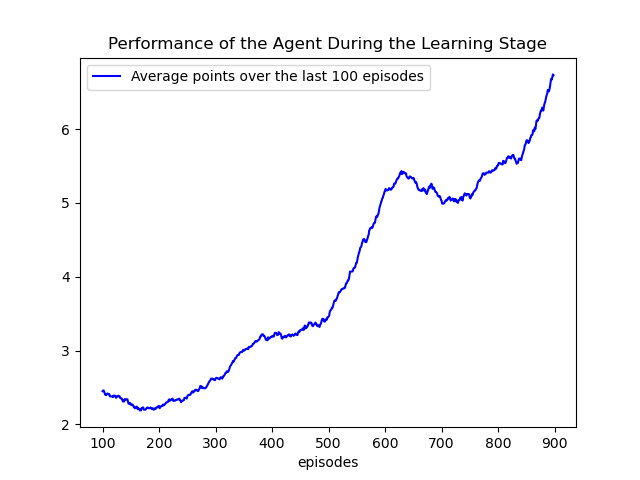 Performance of the Agent During the Learning Stage
Average points over the last 100 episodes
6
5
4
3
2
100 200 300 400 500 600 700 800 900
episodes